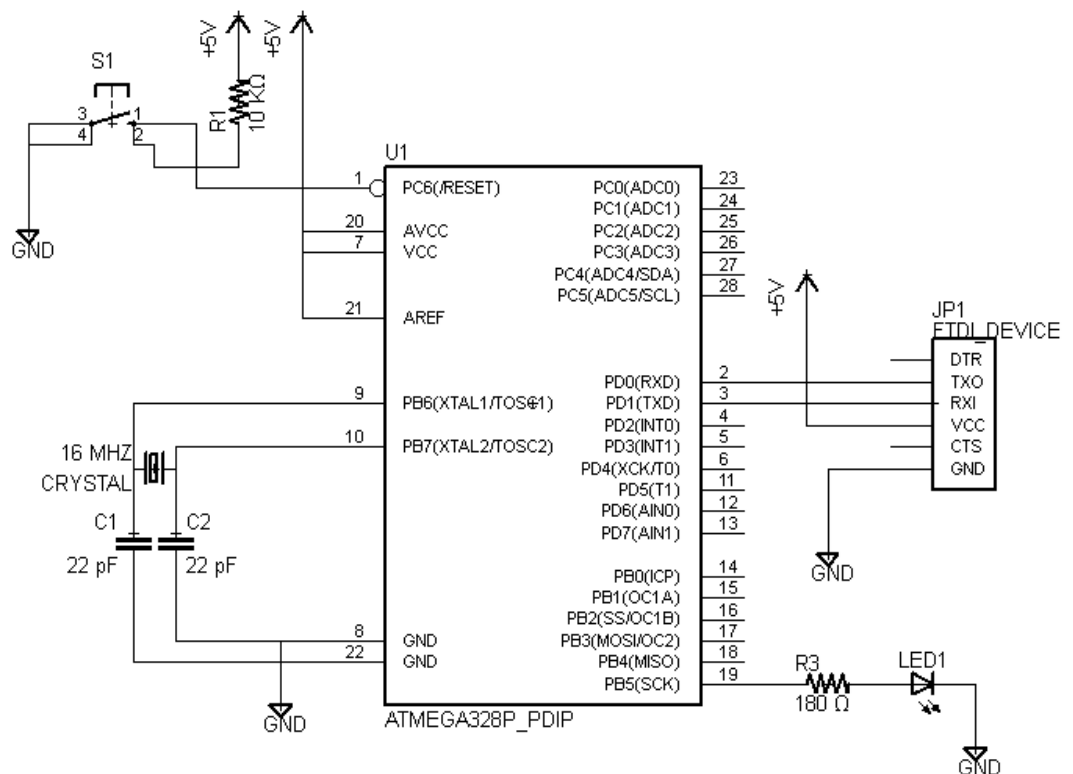 +5V
+5V
S1
3
1
4
2
R1
10 KΩ
GND
U1
1
PC6(/RESET)
20
AVCC
7
VCC
21
AREF
9
PB6(XTAL1/TOSC1)
10
PB7(XTAL2/TOSC2)
16 MHZ
CRYSTAL
C1
22 pF
C2
22 pF
8
GND
22
GND
GND
ATMEGA328P_PDIP
PC0(ADC0)
23
PC1(ADC1)
24
PC2(ADC2)
25
PC3(ADC3)
26
PC4(ADC4/SDA)
27
PC5(ADC5/SCL)
28
PD0(RXD)
2
PD1(TXD)
3
PD2(INT0)
4
PD3(INT1)
5
PD4(XCK/T0)
6
PD5(T1)
11
PD6(AIN0)
12
PD7(AIN1)
13
PB0(ICP)
14
PB1(OC1A)
15
PB2(SS/OC1B)
16
PB3(MOSI/OC2)
17
PB4(MISO)
18
PB5(SCK)
19
+5V
JP1
FTDI_DEVICE
DTR
TXO
RXI
VCC
CTS
GND
GND
R3
180 Ω
LED1
GND